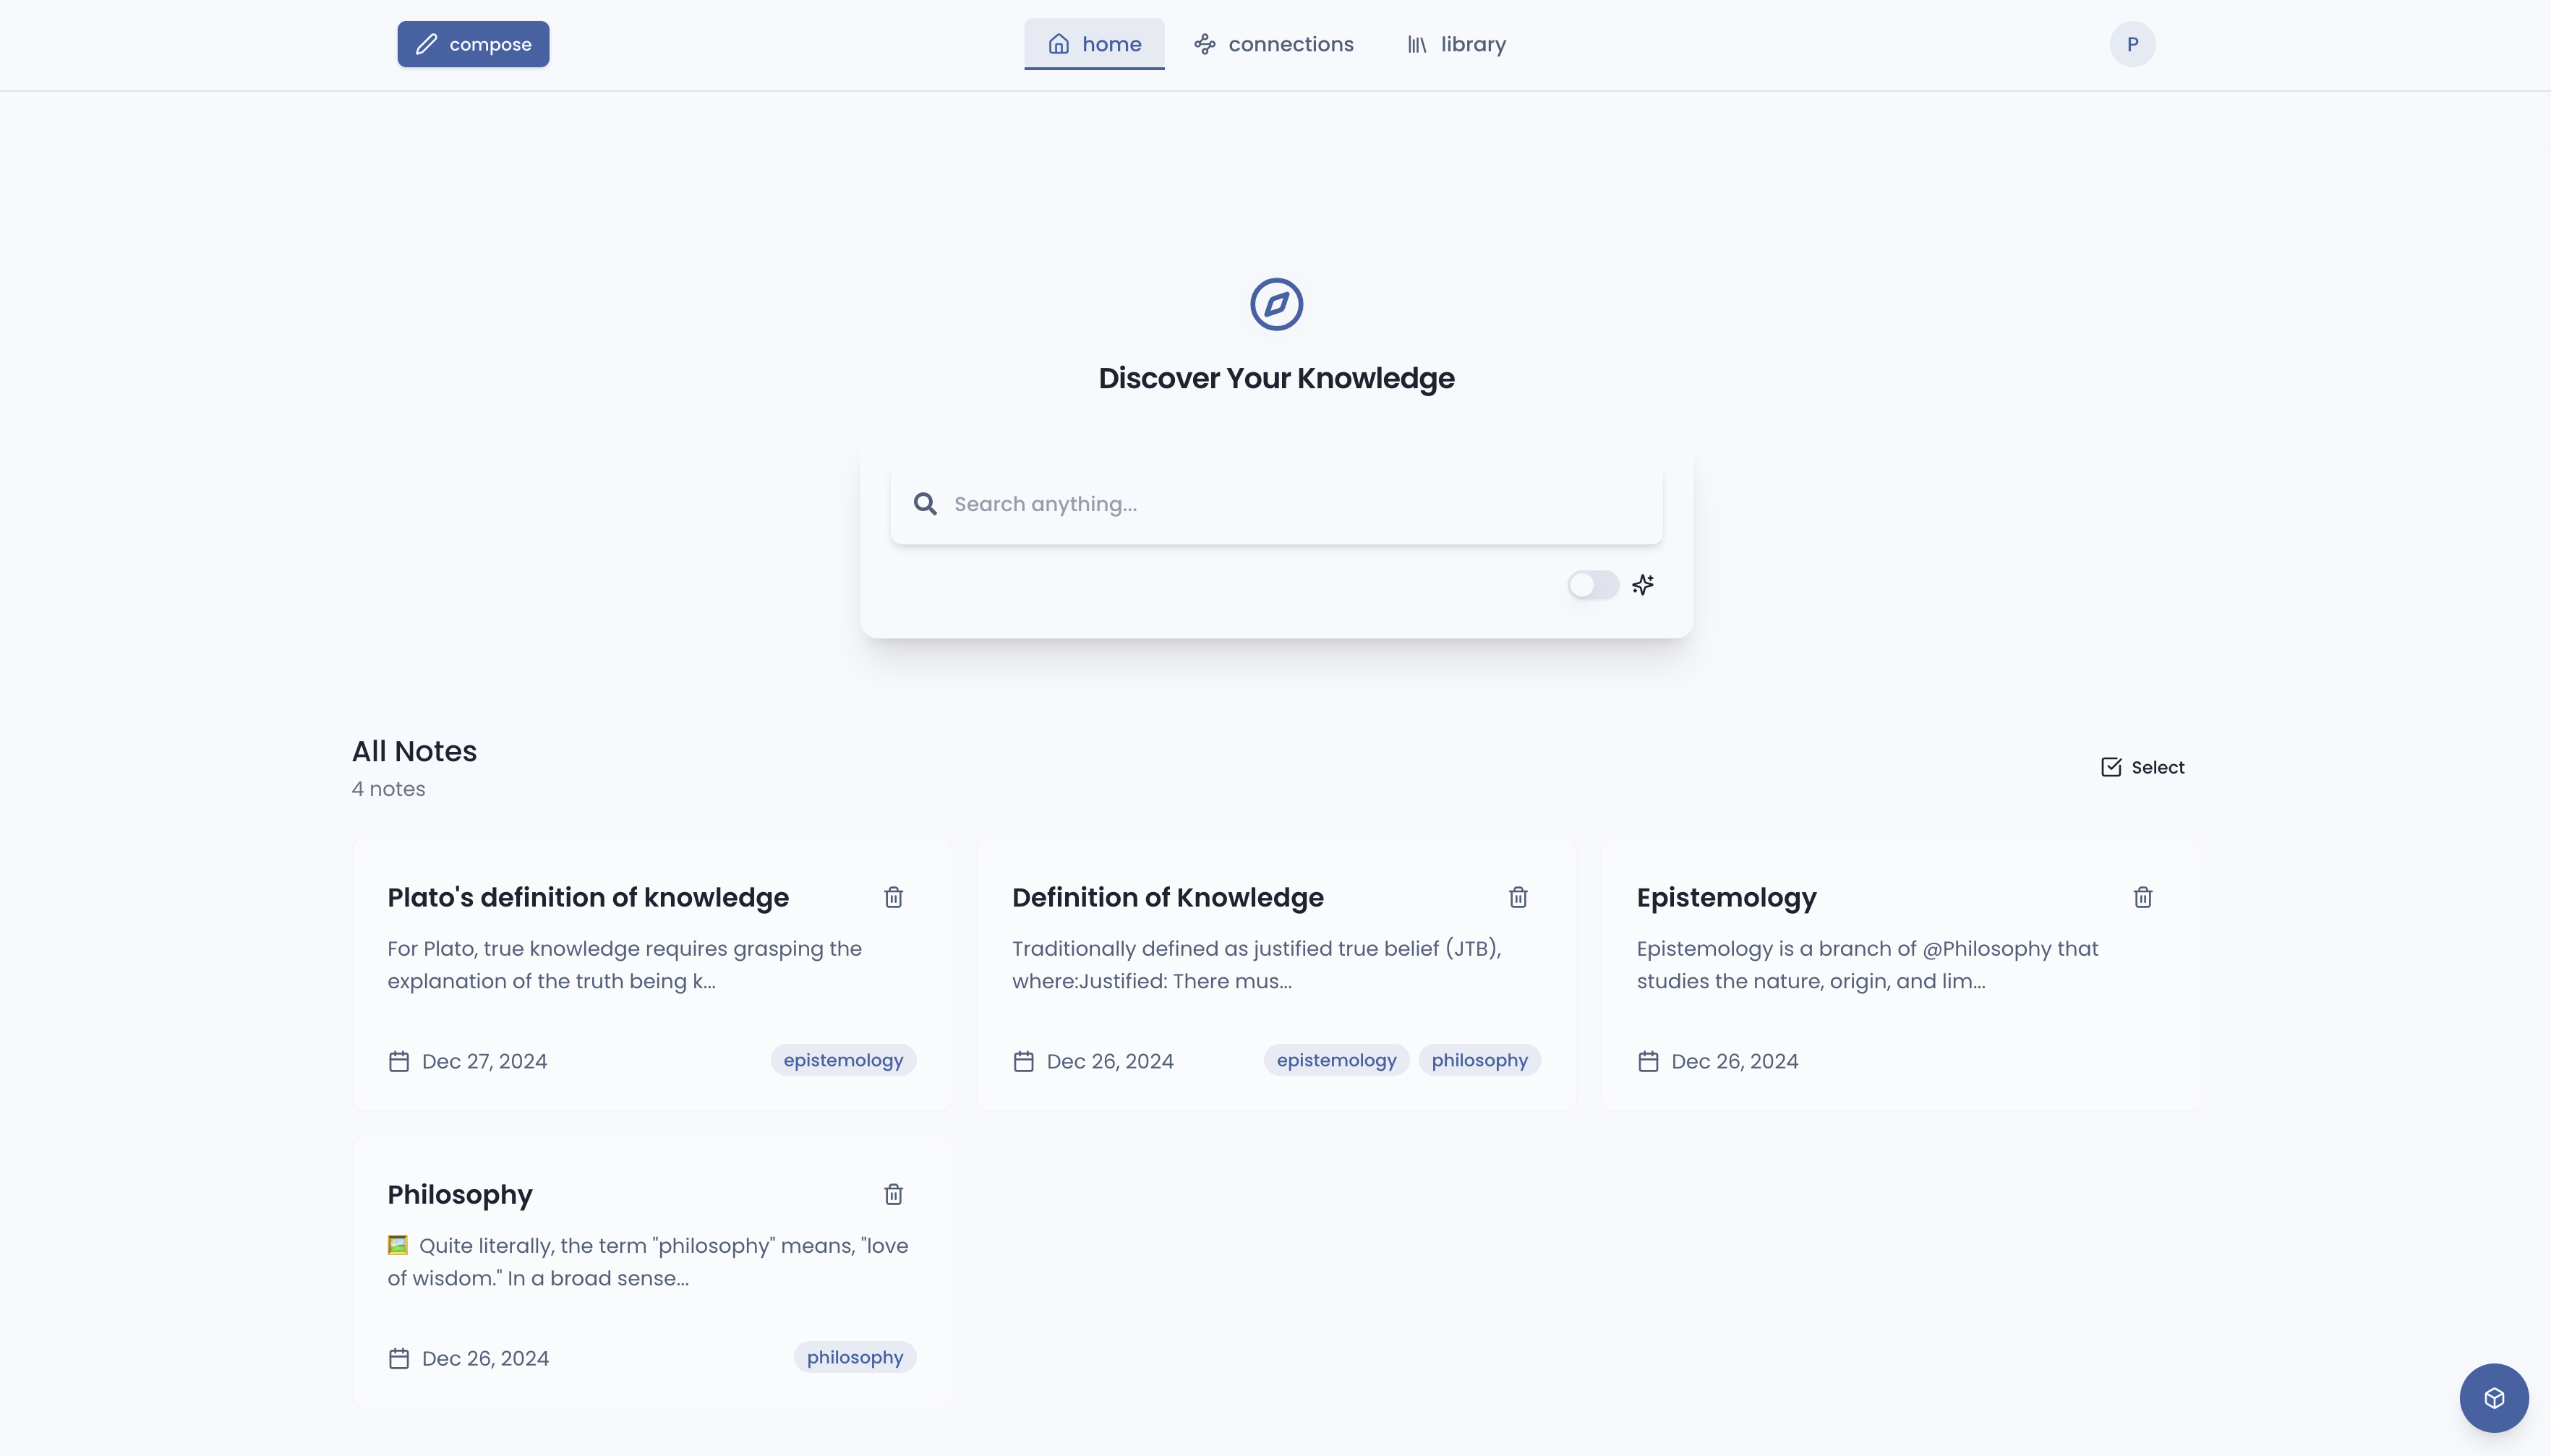 compose
home
connections
library
P
Discover Your Knowledge
Search anything...
All Notes
4 notes
Select
Plato's definition of knowledge
For Plato, true knowledge requires grasping the
explanation of the truth being k...
Dec 27, 2024
epistemology
Definition of Knowledge
Traditionally defined as justified true belief (JTB),
where:Justified: There mus...
Dec 26, 2024
epistemology
philosophy
Epistemology
Epistemology is a branch of @Philosophy that
studies the nature, origin, and lim...
Dec 26, 2024
Philosophy
🖼️ Quite literally, the term "philosophy" means, "love
of wisdom." In a broad sense...
Dec 26, 2024
philosophy